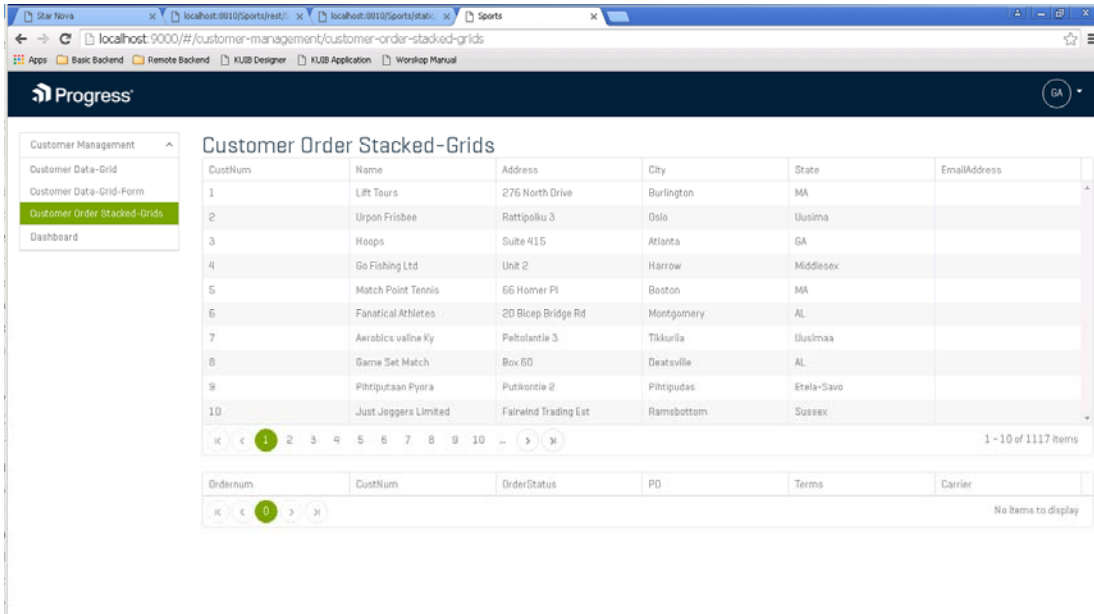 Star Nova
localhost:8810/Sports/rest/S
localhost:8810/Sports/static
Sports
localhost:9000/#/customer-management/customer-order-stacked-grids
Apps Basic Backend Remote Backend KUIB Designer KUIB Application Worskop Manual
Progress
GA
Customer Management
Customer Data-Grid
Customer Data-Grid-Form
Customer Order Stacked-Grids
Dashboard
Customer Order Stacked-Grids
CustNum Name Address City State EmailAddress
1 Lift Tours 276 North Drive Burlington MA
2 Urpon Frisbee Rattipolku 3 Oslo Uusima
3 Hoops Suite 415 Atlanta GA
4 Go Fishing Ltd Unit 2 Harrow Middlesex
5 Match Point Tennis 66 Homer Pl Boston MA
6 Fanatical Athletes 20 Bicep Bridge Rd Montgomery AL
7 Aerobics valine Ky Peltolantie 3 Tikkurila Uusimaa
8 Game Set Match Box 60 Deatsville AL
9 Pihtiputaan Pyora Putikontie 2 Pihtipudas Etela-Savo
10 Just Joggers Limited Fairwind Trading Est Ramsbottom Sussex
1 2 3 4 5 6 7 8 9 10 ... 1 - 10 of 1117 items
Ordernum CustNum OrderStatus PO Terms Carrier
0 No items to display